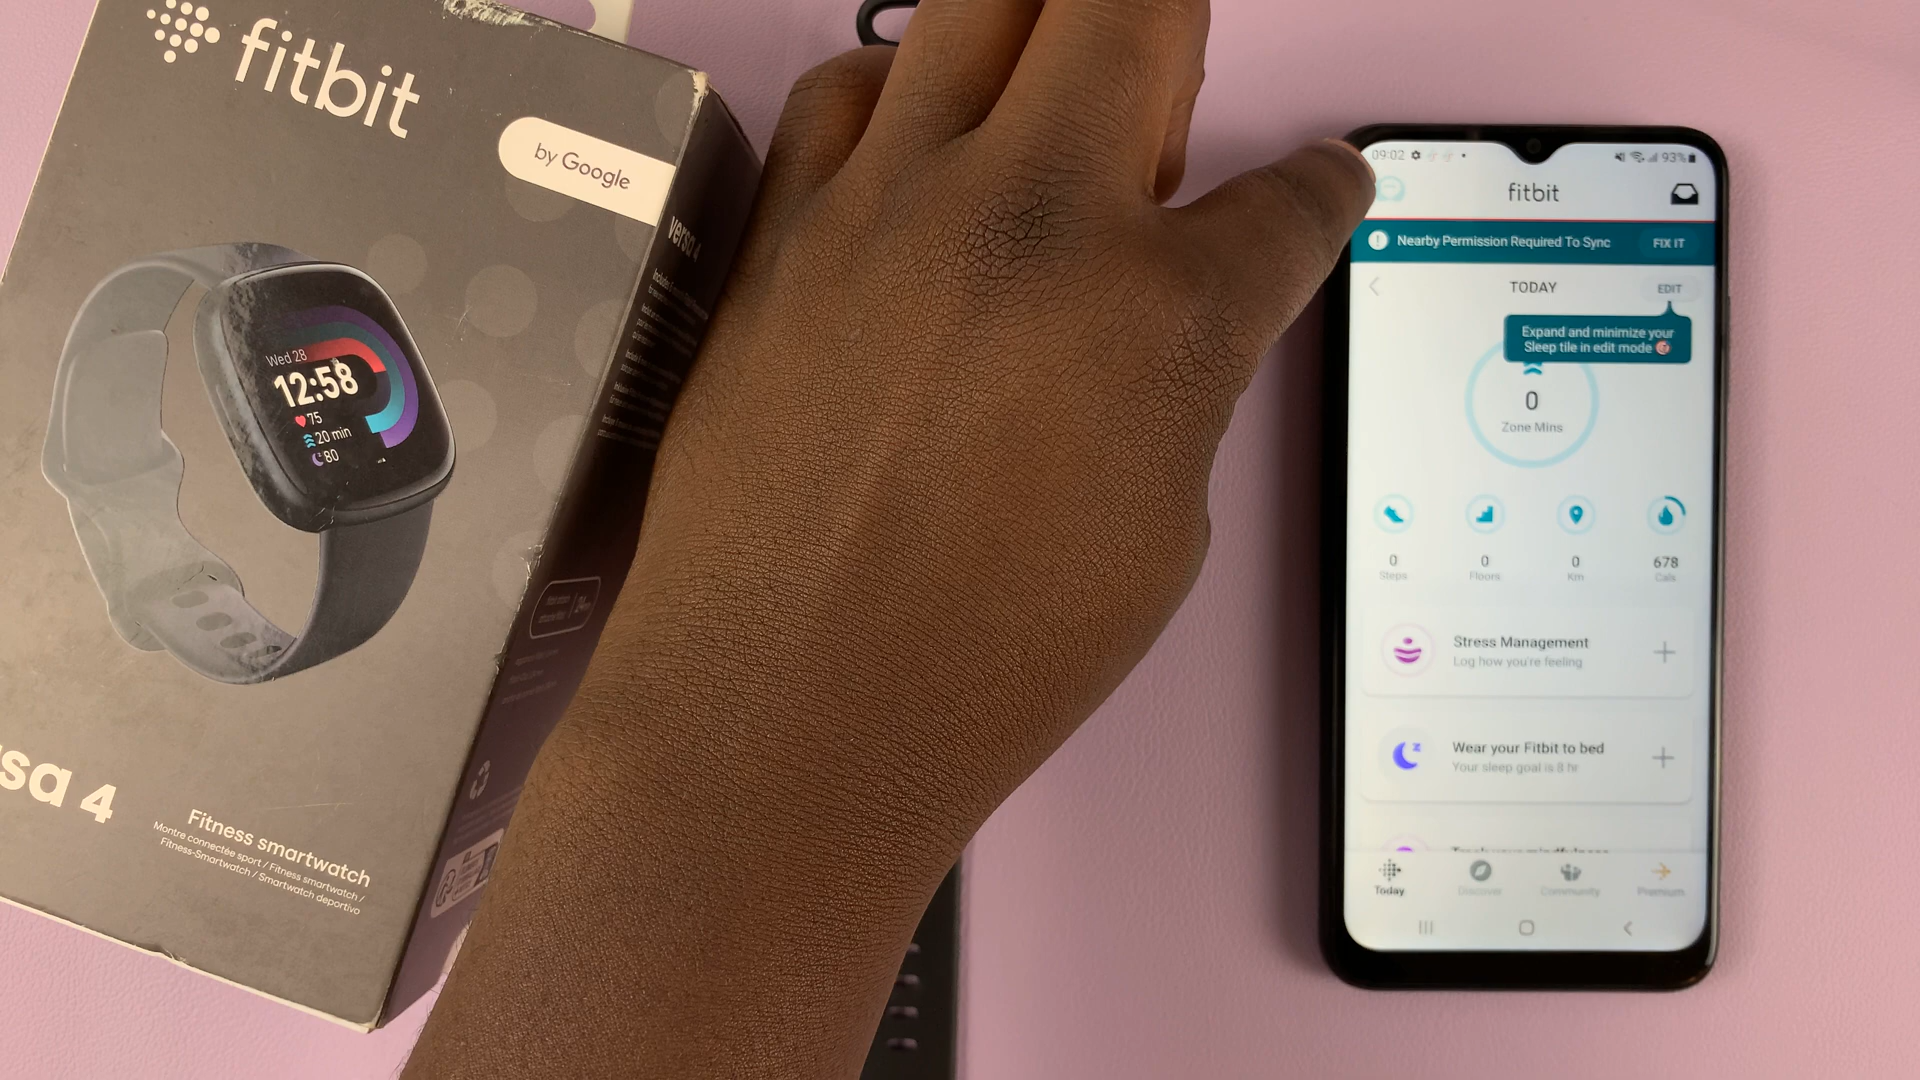 fitbit
by Google
Wed 28
12:58
75
20 min
80
sa 4
Fitness smartwatch
Montre connectée sport / Fitness smartwatch /
Fitness-Smartwatch / Smartwatch deportivo
versa 4
09:02
93%
fitbit
Nearby Permission Required To Sync
FIX IT
TODAY
EDIT
Expand and minimize your
Sleep tile in edit mode
0
Zone Mins
0 0 0 678
Steps Floors Km Cals
Stress Management
Log how you're feeling
Wear your Fitbit to bed
Your sleep goal is 8 hr
Track your mindfulness
Today Discover Community Premium